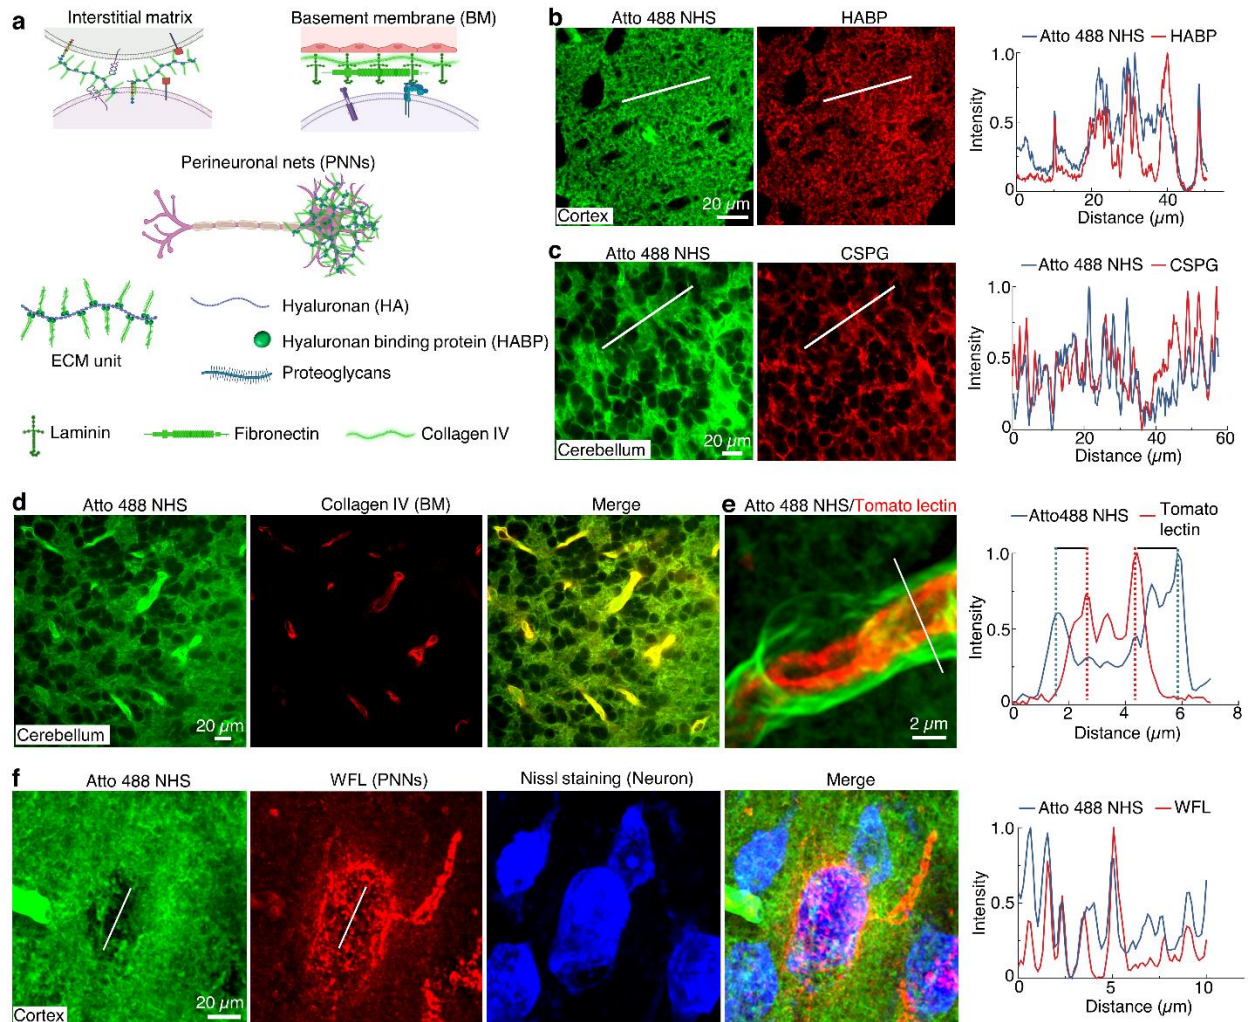 a
Interstitial matrix
Basement membrane (BM)
Perineuronal nets (PNNs)
ECM unit
Hyaluronan (HA)
Hyaluronan binding protein (HABP)
Proteoglycans
Laminin
Fibronectin
Collagen IV
b
Atto 488 NHS
HABP
Cortex
20 µm
Atto 488 NHS HABP
Intensity
1.0
0.5
0
0 20 40
Distance (µm)
c
Atto 488 NHS
CSPG
Cerebellum
20 µm
Atto 488 NHS CSPG
Intensity
1.0
0.5
0
0 20 40 60
Distance (µm)
d
Atto 488 NHS
Collagen IV (BM)
Merge
Cerebellum
20 µm
e
Atto 488 NHS/Tomato lectin
2 µm
Atto488 NHS Tomato
lectin
Intensity
1.0
0.5
0
0 2 4 6 8
Distance (µm)
f
Atto 488 NHS
WFL (PNNs)
Nissl staining (Neuron)
Merge
Cortex
20 µm
Atto 488 NHS WFL
Intensity
1.0
0.5
0
0 5 10
Distance (µm)